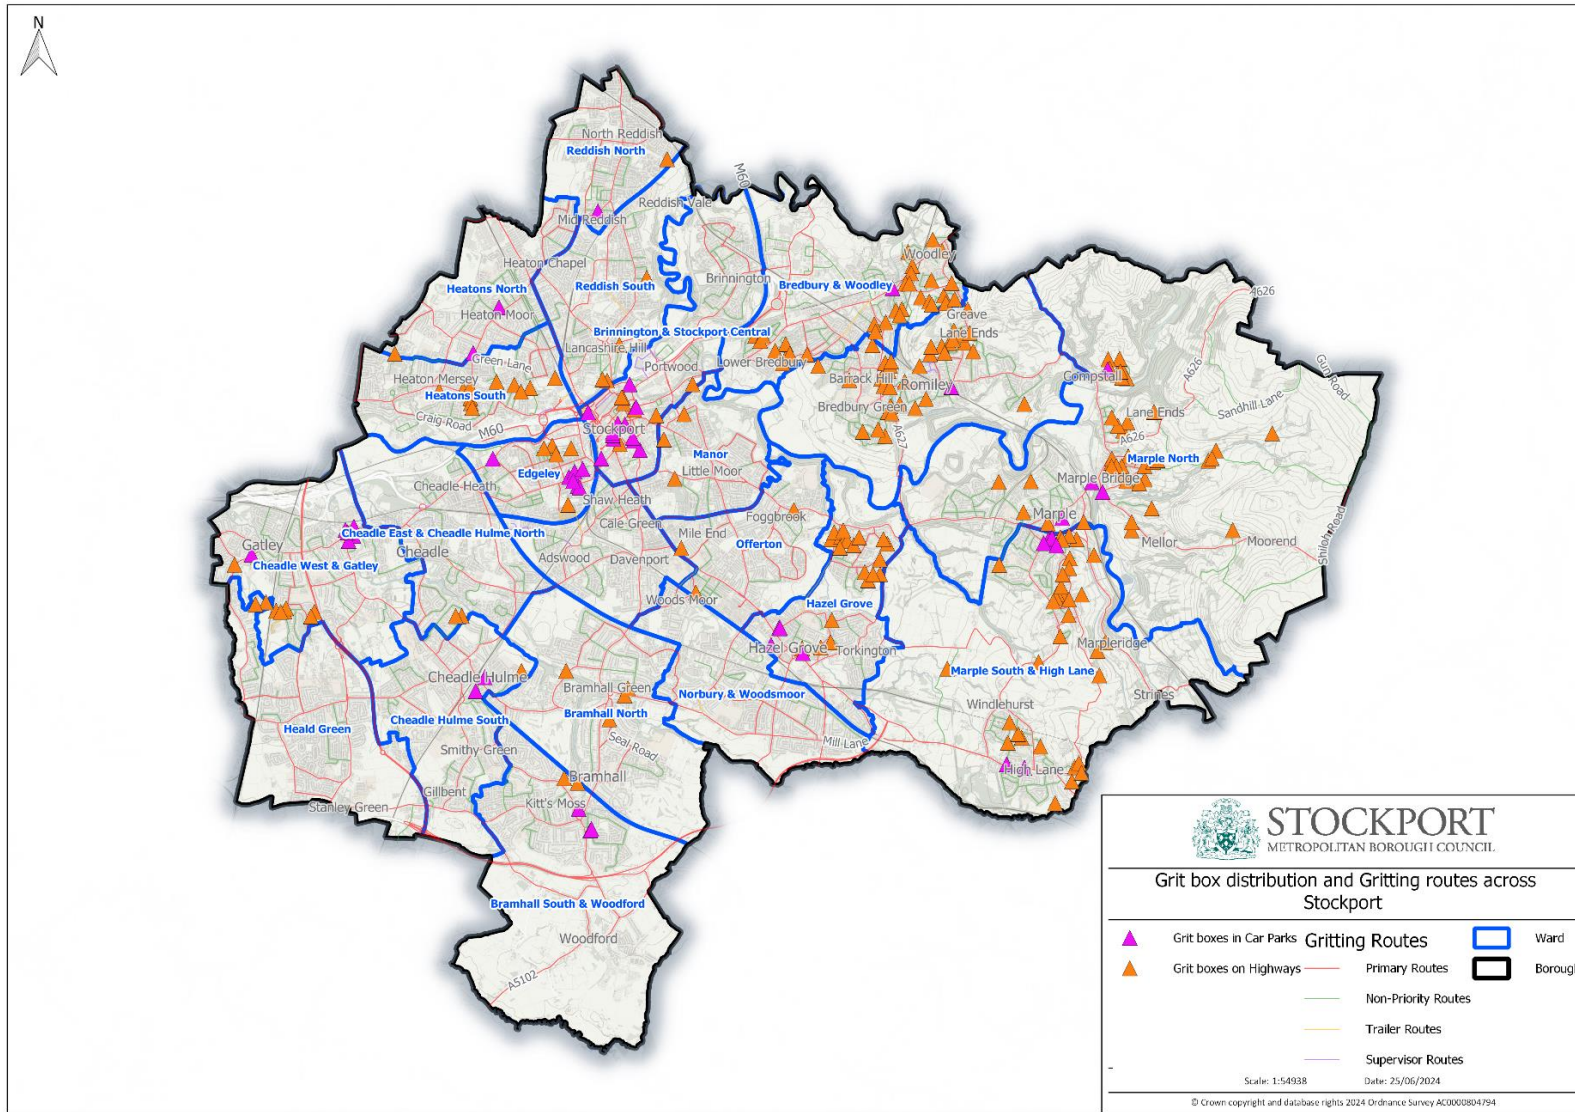 N
North Reddish
Reddish North
M60
Reddish Vale
Mid Reddish
Woodley
Heaton Chapel
Brinnington
Heatons North
Reddish South
Bredbury & Woodley
A626
Heaton Moor
Greave
Brinnington & Stockport Central
Lane Ends
Lancashire Hill
Green Lane
Portwood
Lower Bredbury
Gun Road
Heaton Mersey
Barrack Hill
Romiley
Compstall
A626
Heatons South
Bredbury Green
Sandhill Lane
Craig Road
Lane Ends
M60
Stockport
A627
A626
Manor
Marple North
Edgeley
Little Moor
Marple Bridge
Cheadle Heath
Shaw Heath
Foggbrook
Marple
Cale Green
Cheadle East & Cheadle Hulme North
Mile End
Shiloh Road
Gatley
Cheadle
Offerton
Mellor
Moorend
Adswood
Davenport
Cheadle West & Gatley
Woods Moor
Hazel Grove
Hazel Grove
Torkington
Marpleridge
Cheadle Hulme
Marple South & High Lane
Bramhall Green
Norbury & Woodsmoor
Strines
Windlehurst
Heald Green
Cheadle Hulme South
Bramhall North
Mill Lane
Smithy Green
Seal Road
High Lane
Bramhall
Gillbent
Kitt's Moss
Stanley Green
Bramhall South & Woodford
Woodford
A5102
STOCKPORT
METROPOLITAN BOROUGH COUNCIL
Grit box distribution and Gritting routes across
Stockport
Grit boxes in Car Parks
Grit boxes on Highways
Gritting Routes
Primary Routes
Non-Priority Routes
Trailer Routes
Supervisor Routes
Ward
Borough
Scale: 1:54938
Date: 25/06/2024
© Crown copyright and database rights 2024 Ordnance Survey AC0000804794